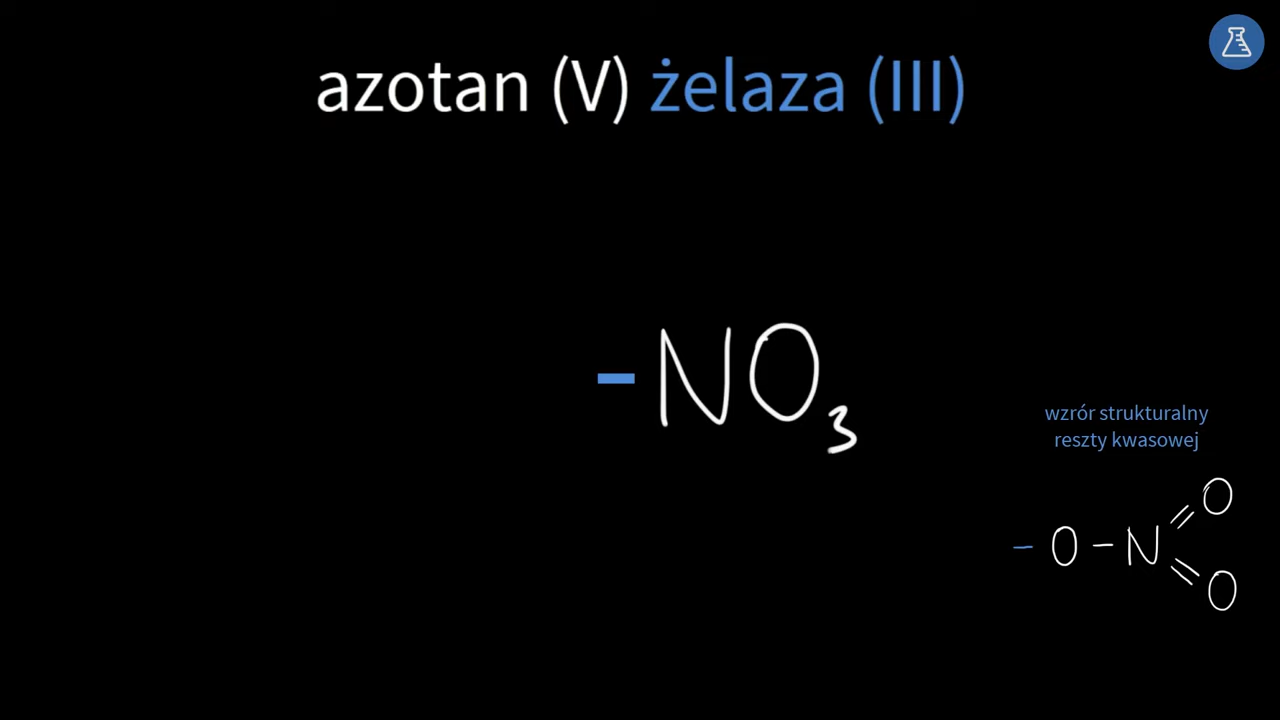 azotan (V) żelaza (III)
- NO₃
wzrór strukturalny
reszty kwasowej
O
- O - N
O